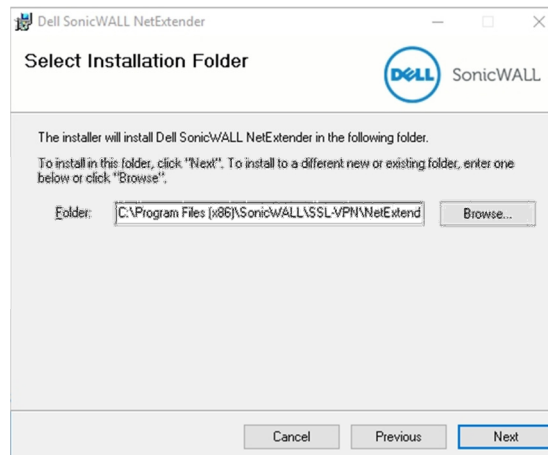 Dell SonicWALL NetExtender
Select Installation Folder
DELL SonicWALL
The installer will install Dell SonicWALL NetExtender in the following folder.
To install in this folder, click "Next". To install to a different new or existing folder, enter one
below or click "Browse".
Folder: C:\Program Files (x86)\SonicWALL\SSL-VPN\NetExtend Browse...
Cancel Previous Next